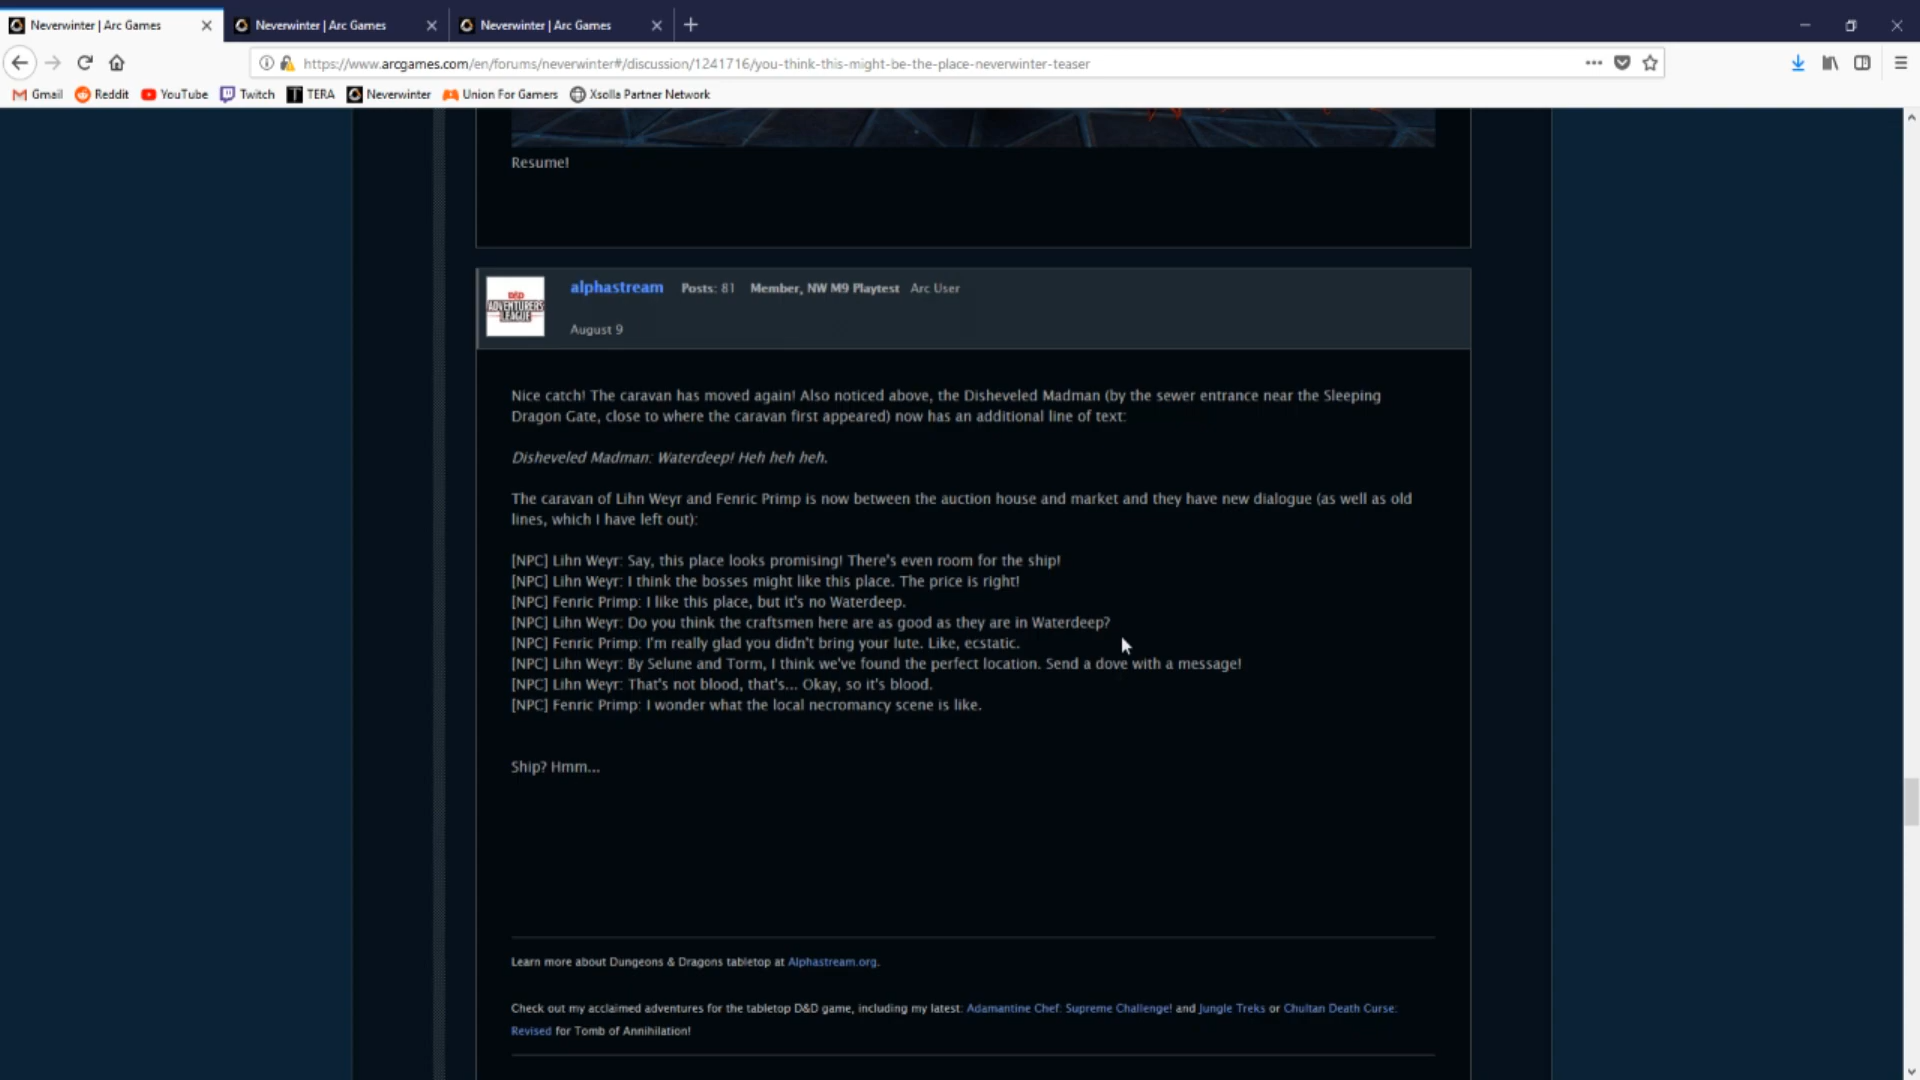 Neverwinter | Arc Games
Neverwinter | Arc Games
Neverwinter | Arc Games
https://www.arcgames.com/en/forums/neverwinter#/discussion/1241716/you-think-this-might-be-the-place-neverwinter-teaser
Gmail Reddit YouTube Twitch TERA Neverwinter Union For Gamers Xsolla Partner Network
Resume!
D&D
ADVENTURERS
LEAGUE
alphastream Posts: 81 Member, NW M9 Playtest Arc User
August 9
Nice catch! The caravan has moved again! Also noticed above, the Disheveled Madman (by the sewer entrance near the Sleeping
Dragon Gate, close to where the caravan first appeared) now has an additional line of text:
Disheveled Madman: Waterdeep! Heh heh heh.
The caravan of Lihn Weyr and Fenric Primp is now between the auction house and market and they have new dialogue (as well as old
lines, which I have left out):
[NPC] Lihn Weyr: Say, this place looks promising! There's even room for the ship!
[NPC] Lihn Weyr: I think the bosses might like this place. The price is right!
[NPC] Fenric Primp: I like this place, but it's no Waterdeep.
[NPC] Lihn Weyr: Do you think the craftsmen here are as good as they are in Waterdeep?
[NPC] Fenric Primp: I'm really glad you didn't bring your lute. Like, ecstatic.
[NPC] Lihn Weyr: By Selune and Torm, I think we've found the perfect location. Send a dove with a message!
[NPC] Lihn Weyr: That's not blood, that's... Okay, so it's blood.
[NPC] Fenric Primp: I wonder what the local necromancy scene is like.
Ship? Hmm...
Learn more about Dungeons & Dragons tabletop at Alphastream.org.
Check out my acclaimed adventures for the tabletop D&D game, including my latest: Adamantine Chef: Supreme Challenge! and Jungle Treks or Chultan Death Curse:
Revised for Tomb of Annihilation!